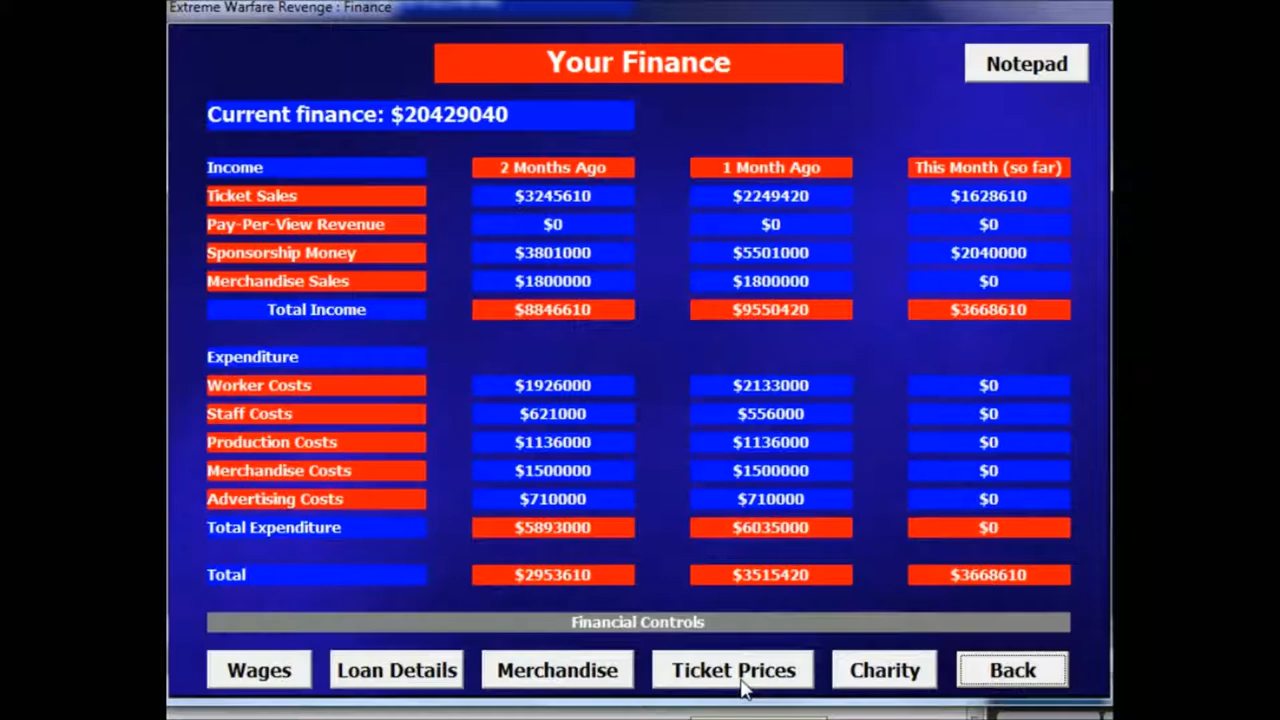 Extreme Warfare Revenge : Finance
Your Finance
Notepad
Current finance: $20429040
Income 2 Months Ago 1 Month Ago This Month (so far)
Ticket Sales $3245610 $2249420 $1628610
Pay-Per-View Revenue $0 $0 $0
Sponsorship Money $3801000 $5501000 $2040000
Merchandise Sales $1800000 $1800000 $0
Total Income $8846610 $9550420 $3668610
Expenditure
Worker Costs $1926000 $2133000 $0
Staff Costs $621000 $556000 $0
Production Costs $1136000 $1136000 $0
Merchandise Costs $1500000 $1500000 $0
Advertising Costs $710000 $710000 $0
Total Expenditure $5893000 $6035000 $0
Total $2953610 $3515420 $3668610
Financial Controls
Wages Loan Details Merchandise Ticket Prices Charity Back